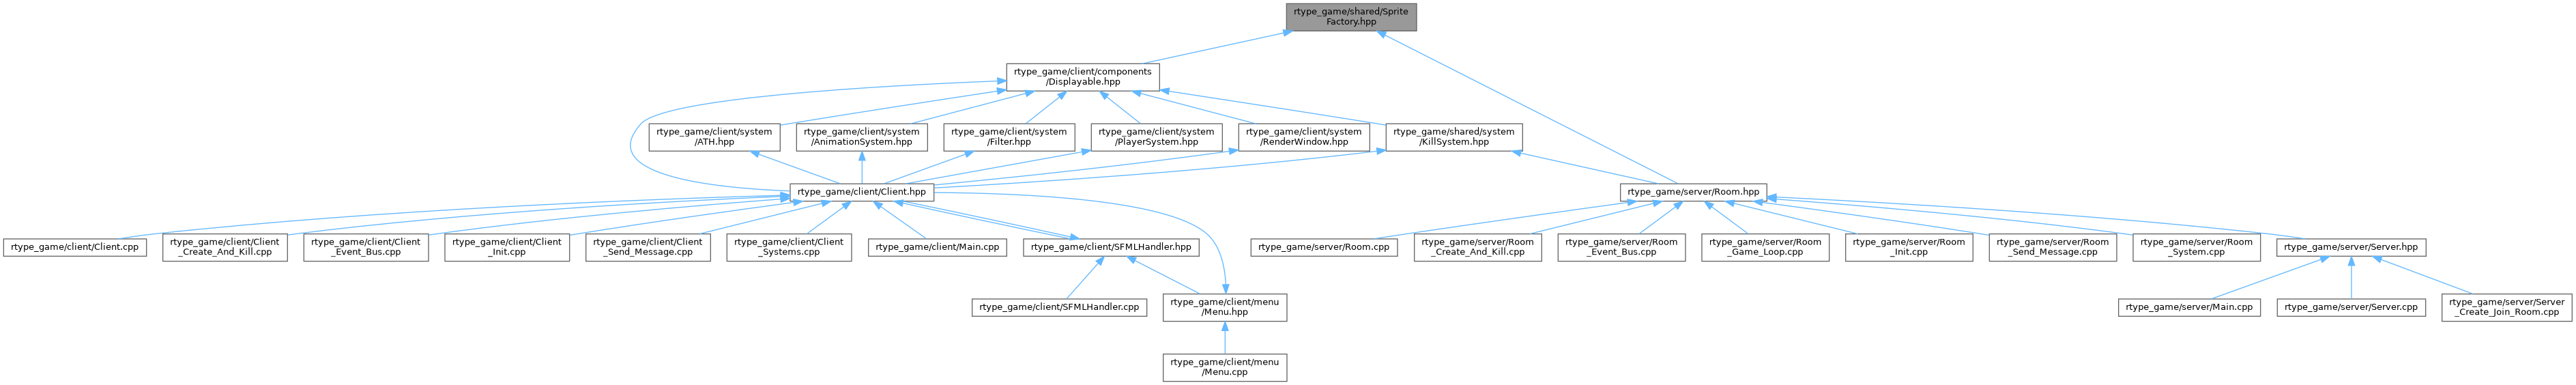 rtype_game/shared/Sprite
Factory.hpp
rtype_game/client/components
/Displayable.hpp
rtype_game/client/system
/ATH.hpp
rtype_game/client/system
/AnimationSystem.hpp
rtype_game/client/system
/Filter.hpp
rtype_game/client/system
/PlayerSystem.hpp
rtype_game/client/system
/RenderWindow.hpp
rtype_game/shared/system
/KillSystem.hpp
rtype_game/client/Client.hpp
rtype_game/server/Room.hpp
rtype_game/client/Client.cpp
rtype_game/client/Client
_Create_And_Kill.cpp
rtype_game/client/Client
_Event_Bus.cpp
rtype_game/client/Client
_Init.cpp
rtype_game/client/Client
_Send_Message.cpp
rtype_game/client/Client
_Systems.cpp
rtype_game/client/Main.cpp
rtype_game/client/SFMLHandler.hpp
rtype_game/server/Room.cpp
rtype_game/server/Room
_Create_And_Kill.cpp
rtype_game/server/Room
_Event_Bus.cpp
rtype_game/server/Room
_Game_Loop.cpp
rtype_game/server/Room
_Init.cpp
rtype_game/server/Room
_Send_Message.cpp
rtype_game/server/Room
_System.cpp
rtype_game/server/Server.hpp
rtype_game/client/SFMLHandler.cpp
rtype_game/client/menu
/Menu.hpp
rtype_game/server/Main.cpp
rtype_game/server/Server.cpp
rtype_game/server/Server
_Create_Join_Room.cpp
rtype_game/client/menu
/Menu.cpp